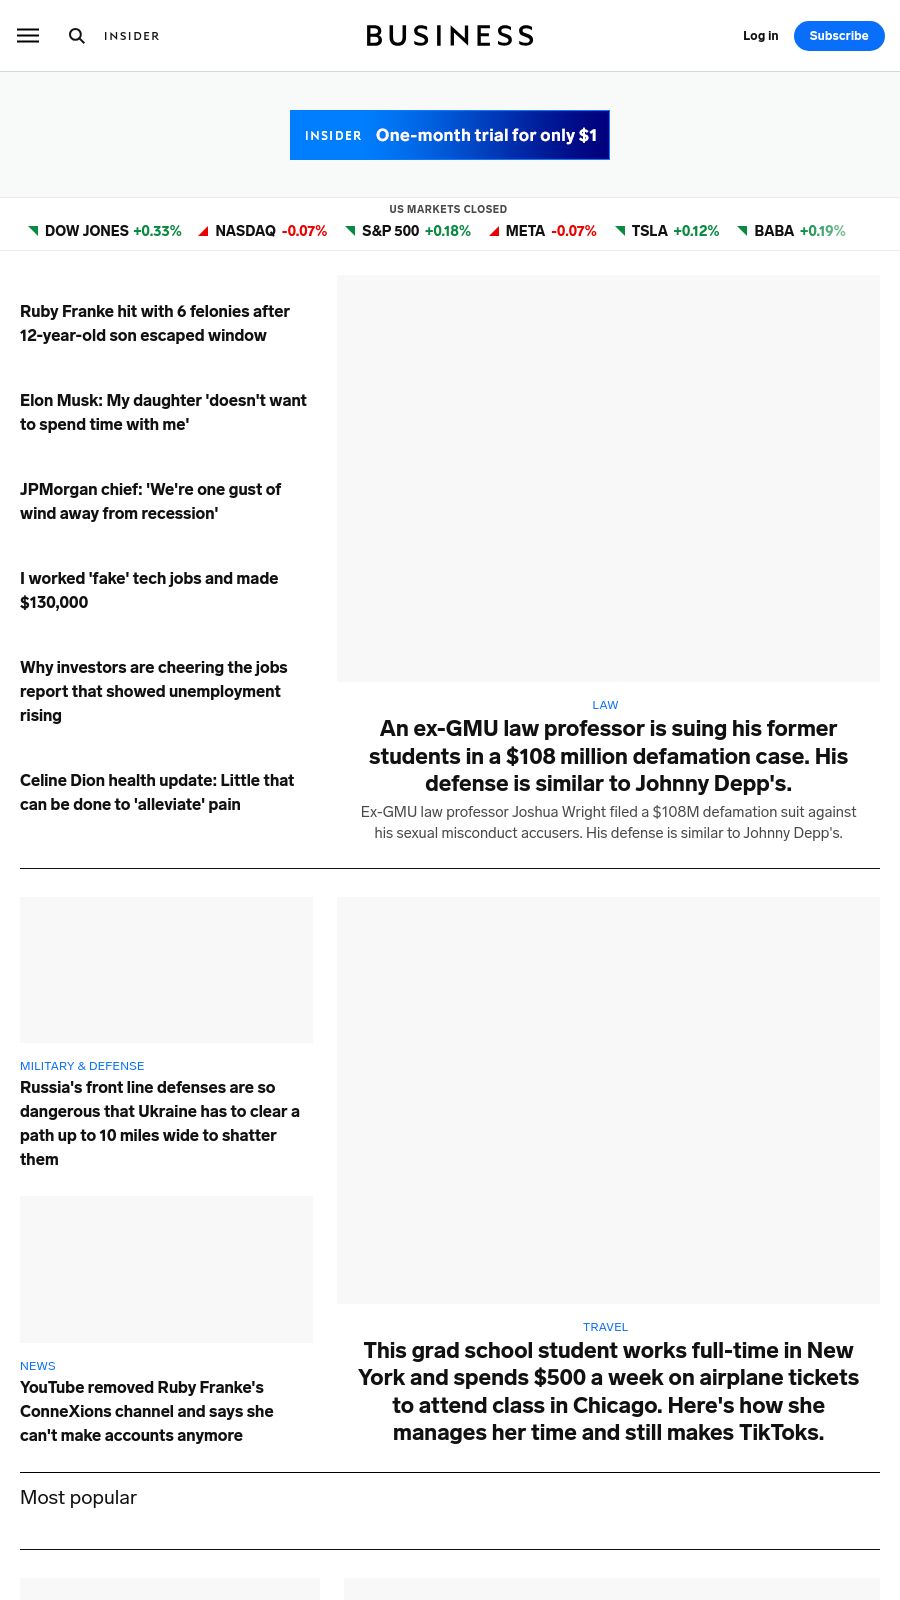 INSIDER
BUSINESS
Log in
Subscribe
INSIDER One-month trial for only $1
US MARKETS CLOSED
DOW JONES +0.33% NASDAQ -0.07% S&P 500 +0.18% META -0.07% TSLA +0.12% BABA +0.19%
Ruby Franke hit with 6 felonies after
12-year-old son escaped window
Elon Musk: My daughter 'doesn't want
to spend time with me'
JPMorgan chief: 'We're one gust of
wind away from recession'
I worked 'fake' tech jobs and made
$130,000
Why investors are cheering the jobs
report that showed unemployment
rising
Celine Dion health update: Little that
can be done to 'alleviate' pain
LAW
An ex-GMU law professor is suing his former
students in a $108 million defamation case. His
defense is similar to Johnny Depp's.
Ex-GMU law professor Joshua Wright filed a $108M defamation suit against
his sexual misconduct accusers. His defense is similar to Johnny Depp's.
MILITARY & DEFENSE
Russia's front line defenses are so
dangerous that Ukraine has to clear a
path up to 10 miles wide to shatter
them
NEWS
YouTube removed Ruby Franke's
ConneXions channel and says she
can't make accounts anymore
TRAVEL
This grad school student works full-time in New
York and spends $500 a week on airplane tickets
to attend class in Chicago. Here's how she
manages her time and still makes TikToks.
Most popular